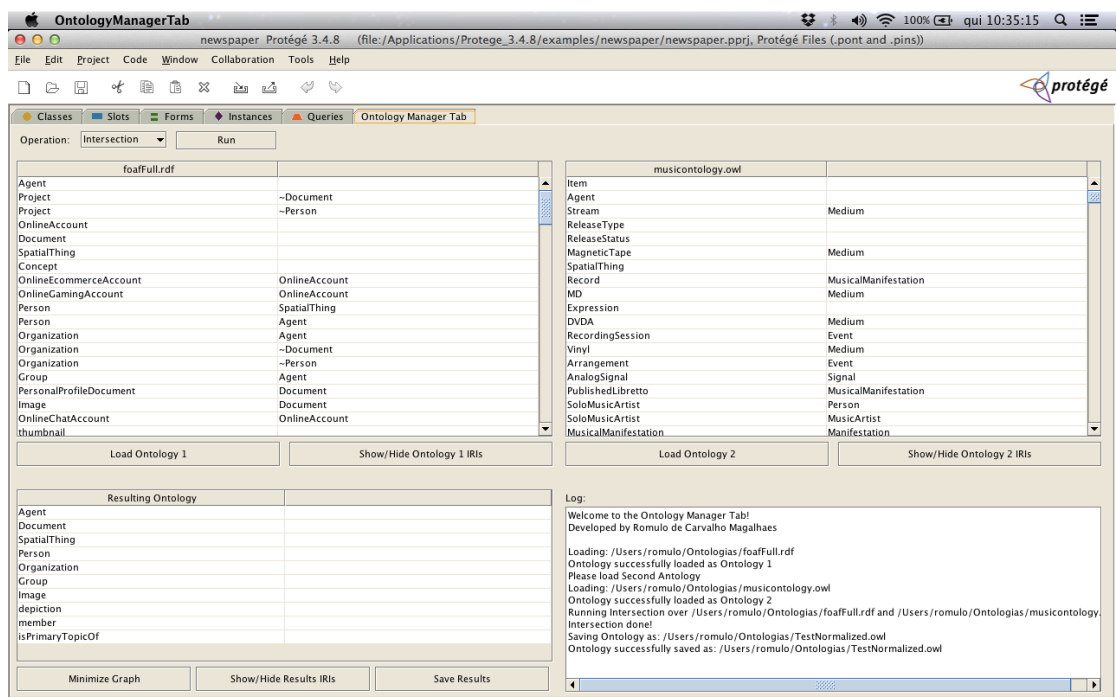 OntologyManagerTab 100% qui 10:35:15
newspaper Protégé 3.4.8 (file:/Applications/Protege_3.4.8/examples/newspaper/newspaper.pprj, Protégé Files (.pont and .pins))
File Edit Project Code Window Collaboration Tools Help
protégé
Classes Slots Forms Instances Queries Ontology Manager Tab
Operation: Intersection Run
foafFull.rdf
Agent
Project ~Document
Project ~Person
OnlineAccount
Document
SpatialThing
Concept
OnlineEcommerceAccount OnlineAccount
OnlineGamingAccount OnlineAccount
Person SpatialThing
Person Agent
Organization Agent
Organization ~Document
Organization ~Person
Group Agent
PersonalProfileDocument Document
Image Document
OnlineChatAccount OnlineAccount
thumbnail
Load Ontology 1 Show/Hide Ontology 1 IRIs
musicontology.owl
Item
Agent
Stream Medium
ReleaseType
ReleaseStatus
MagneticTape Medium
SpatialThing
Record MusicalManifestation
MD Medium
Expression
DVDA Medium
RecordingSession Event
Vinyl Medium
Arrangement Event
AnalogSignal Signal
PublishedLibretto MusicalManifestation
SoloMusicArtist Person
SoloMusicArtist MusicArtist
MusicalManifestation Manifestation
Load Ontology 2 Show/Hide Ontology 2 IRIs
Resulting Ontology
Agent
Document
SpatialThing
Person
Organization
Group
Image
depiction
member
isPrimaryTopicOf
Minimize Graph Show/Hide Results IRIs Save Results
Log:
Welcome to the Ontology Manager Tab!
Developed by Romulo de Carvalho Magalhaes
Loading: /Users/romulo/Ontologias/foafFull.rdf
Ontology successfully loaded as Ontology 1
Please load Second Antology
Loading: /Users/romulo/Ontologias/musicontology.owl
Ontology successfully loaded as Ontology 2
Running Intersection over /Users/romulo/Ontologias/foafFull.rdf and /Users/romulo/Ontologias/musicontology.
Intersection done!
Saving Ontology as: /Users/romulo/Ontologias/TestNormalized.owl
Ontology successfully saved as: /Users/romulo/Ontologias/TestNormalized.owl